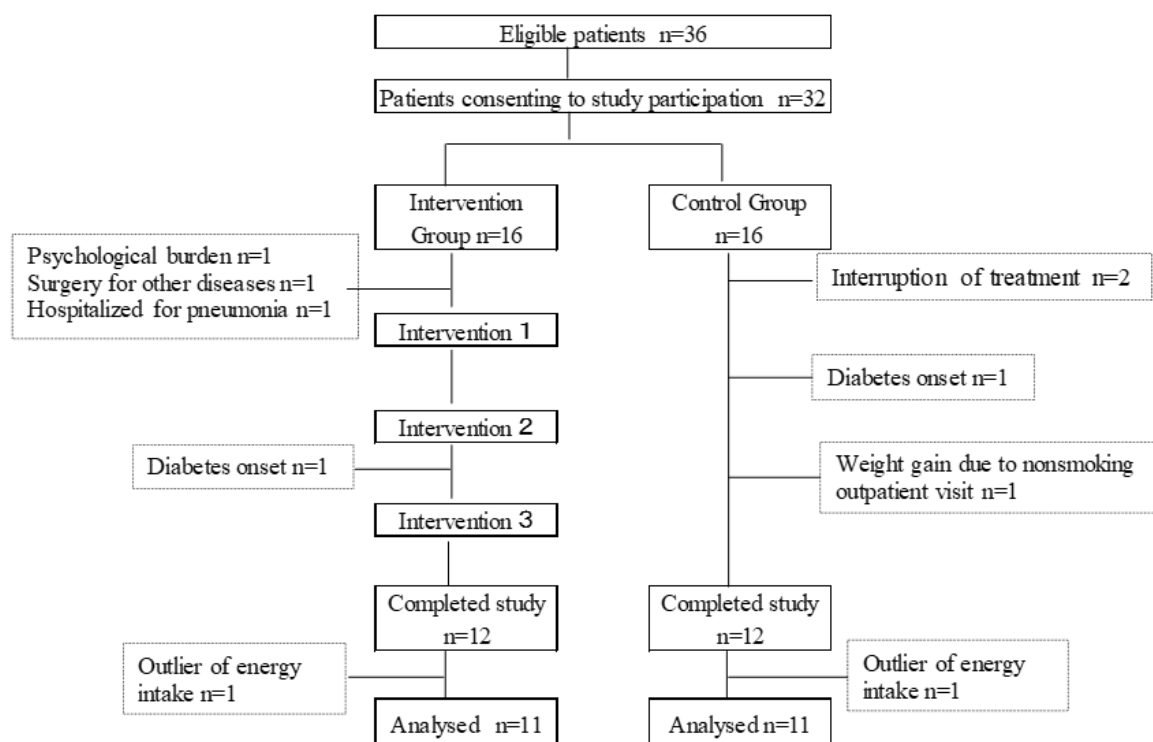 Eligible patients n=36
Patients consenting to study participation n=32
Intervention
Group n=16
Control Group
n=16
Psychological burden n=1
Surgery for other diseases n=1
Hospitalized for pneumonia n=1
Interruption of treatment n=2
Intervention 1
Diabetes onset n=1
Intervention 2
Diabetes onset n=1
Weight gain due to nonsmoking
outpatient visit n=1
Intervention 3
Completed study
n=12
Completed study
n=12
Outlier of energy
intake n=1
Outlier of energy
intake n=1
Analysed n=11
Analysed n=11